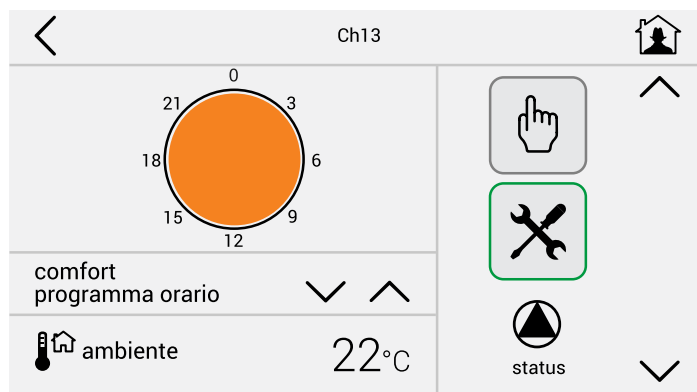 Ch13
0
21
3
18
6
15
9
12
comfort
programma orario
ambiente
22°C
status